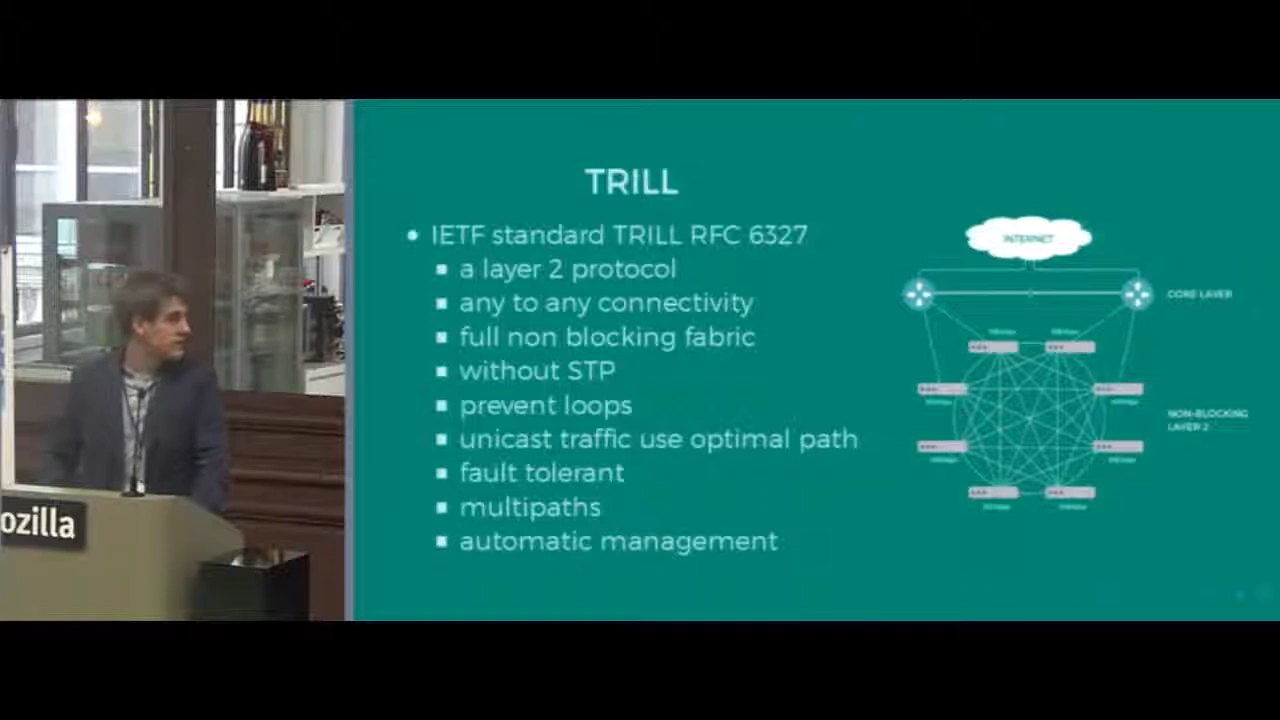 TRILL
• IETF standard TRILL RFC 6327
▪ a layer 2 protocol
▪ any to any connectivity
▪ full non blocking fabric
▪ without STP
▪ prevent loops
▪ unicast traffic use optimal path
▪ fault tolerant
▪ multipaths
▪ automatic management
INTERNET
CORE LAYER
NON-BLOCKING
LAYER 2
ozilla